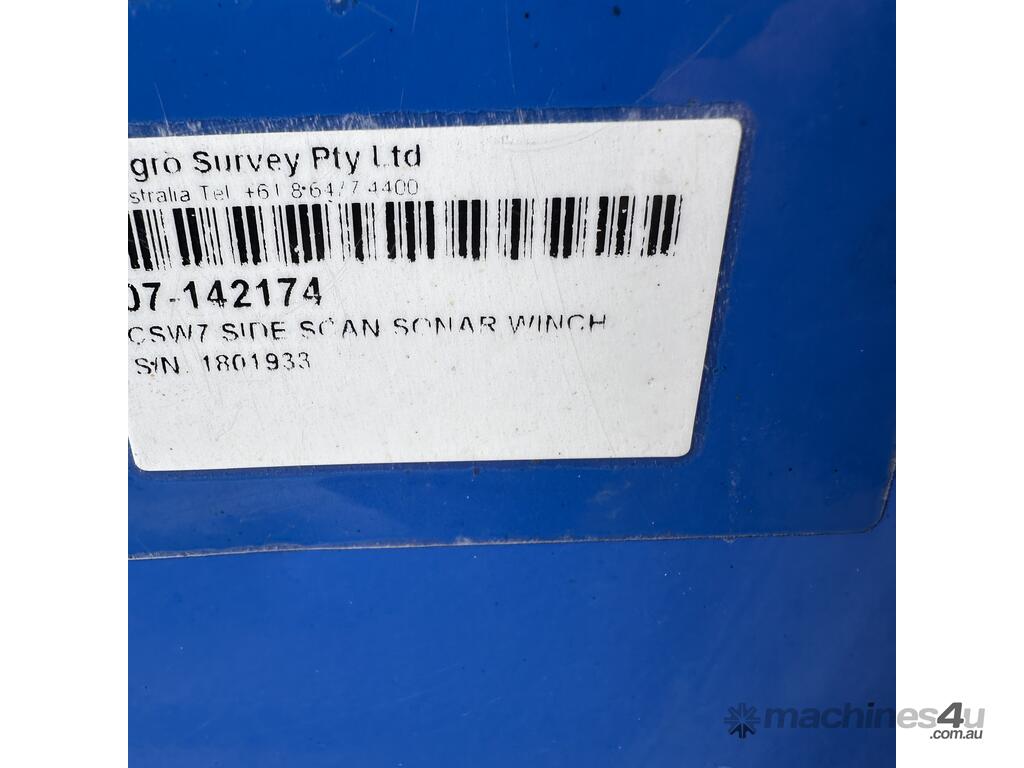 gro Survey Pty Ltd
stralia Tel +61 8 6477 4400
07-142174
CSW7 SIDE SCAN SONAR WINCH
S/N. 1801933
machines4u
.com.au